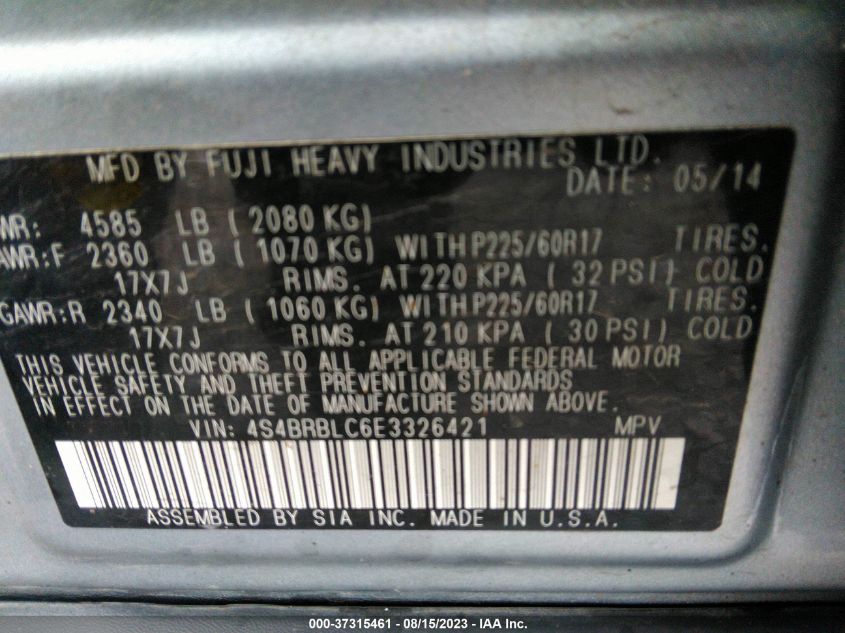 MFD BY FUJI HEAVY INDUSTRIES LTD.
DATE: 05/14
WR: 4585 LB ( 2080 KG)
AWR:F 2360 LB ( 1070 KG) WITH P225/60R17 TIRES.
17X7J RIMS. AT 220 KPA ( 32 PSI) COLD
GAWR:R 2340 LB ( 1060 KG) WITH P225/60R17 TIRES.
17X7J RIMS. AT 210 KPA ( 30 PSI) COLD
THIS VEHICLE CONFORMS TO ALL APPLICABLE FEDERAL MOTOR
VEHICLE SAFETY AND THEFT PREVENTION STANDARDS
IN EFFECT ON THE DATE OF MANUFACTURE SHOWN ABOVE.
VIN: 4S4BRBLC6E3326421 MPV
ASSEMBLED BY SIA INC. MADE IN U.S.A.
000-37315461 - 08/15/2023 - IAA Inc.